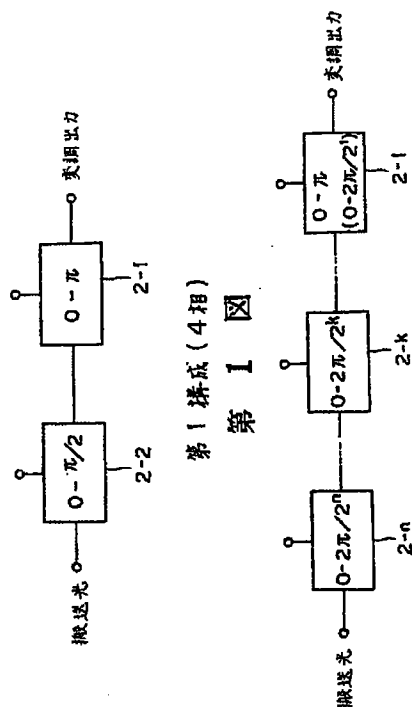 搬送光
0-π/2
2-2
0-π
2-1
変調出力
第1構成(4相)
第 1 図
搬送光
0-2π/2ⁿ
2-n
0-2π/2ᵏ
2-k
0-π
(0-2π/2¹)
2-1
変調出力